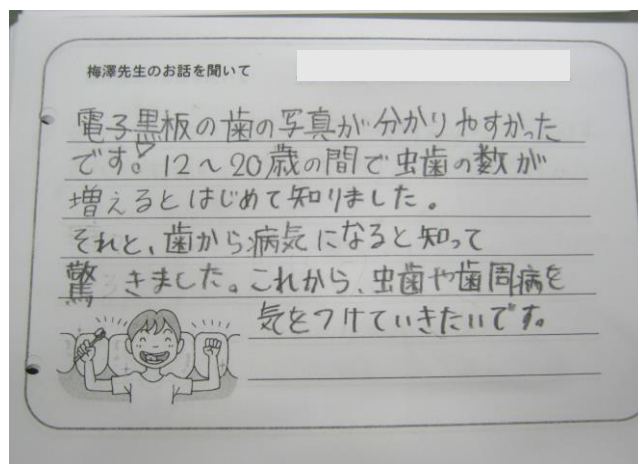 梅澤先生のお話を聞いて
電子黒板の歯の写真が分かりやすかった
です。12～20歳の間で虫歯の数が
増えるとはじめて知りました。
それと、歯から病気になると知って
驚きました。これから、虫歯や歯周病を
気をつけていきたいです。